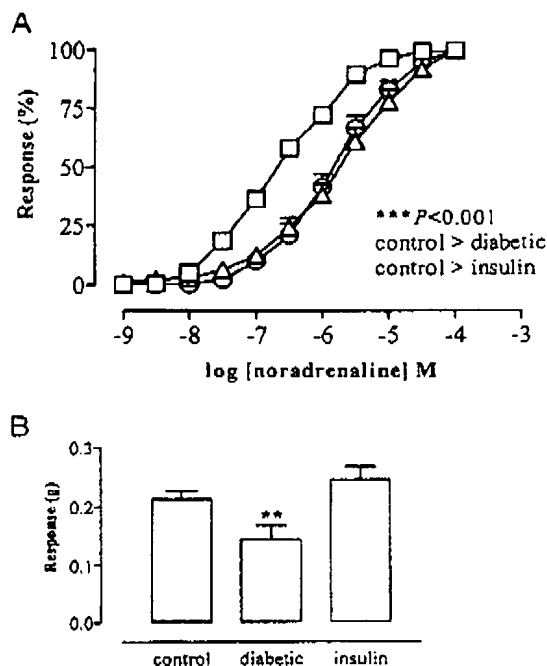 A
100
75
50
25
0
Response (%)
***P<0.001
control > diabetic
control > insulin
-9 -8 -7 -6 -5 -4 -3
log [noradrenaline] M
B
0.3
0.2
0.1
0.0
Response (g)
**
control diabetic insulin